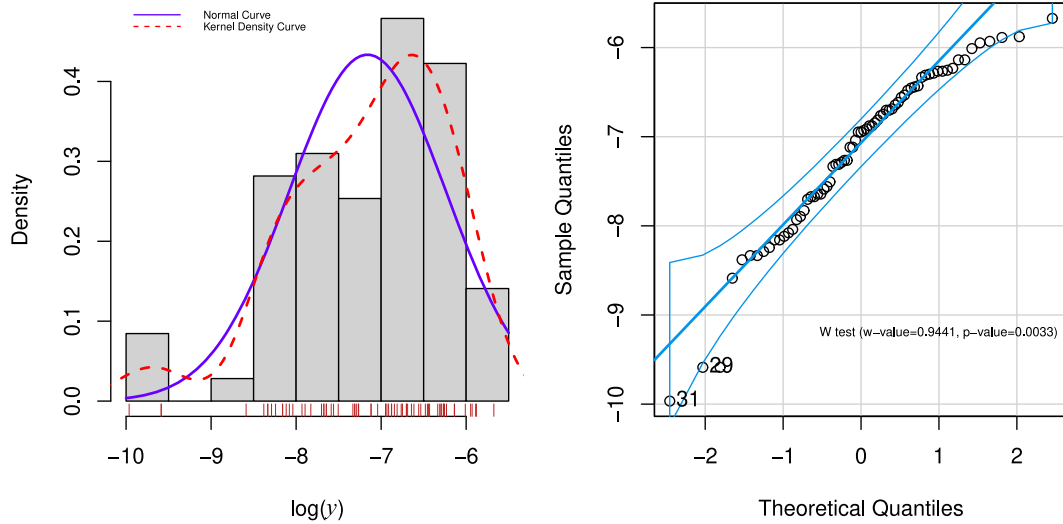 Normal Curve
Kernel Density Curve
Density
0.0 0.1 0.2 0.3 0.4
−10 −9 −8 −7 −6
log(y)
Sample Quantiles
−10 −9 −8 −7 −6
W test (w−value=0.9441, p−value=0.0033)
29
31
−2 −1 0 1 2
Theoretical Quantiles